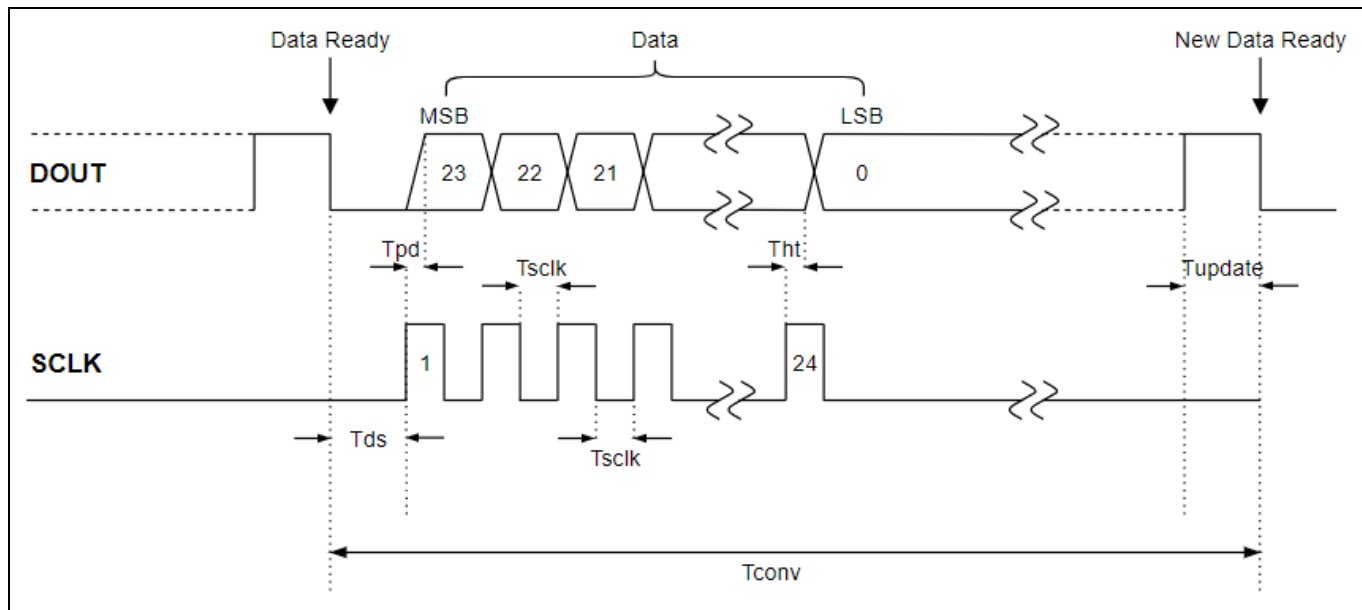 Data Ready
Data
New Data Ready
MSB
LSB
DOUT
23
22
21
0
Tpd
Tsclk
Tht
Tupdate
SCLK
1
24
Tds
Tsclk
Tconv